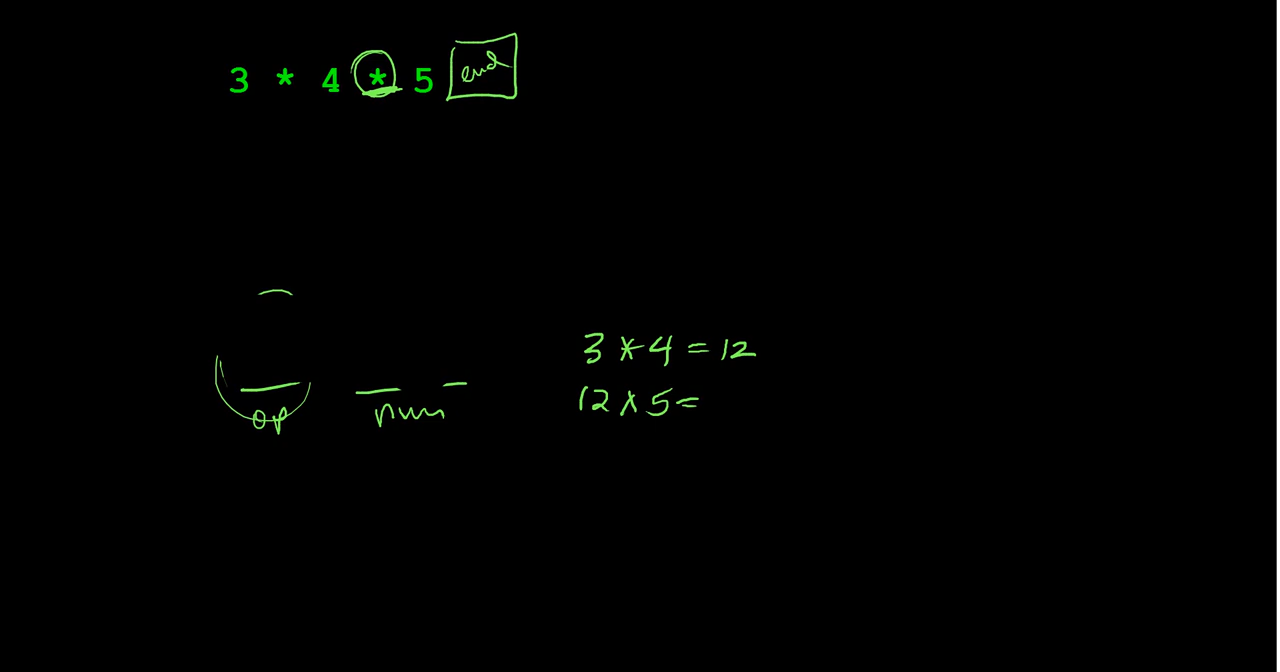 3 * 4 * 5 end
3 * 4 = 12
12 x 5 =
op num